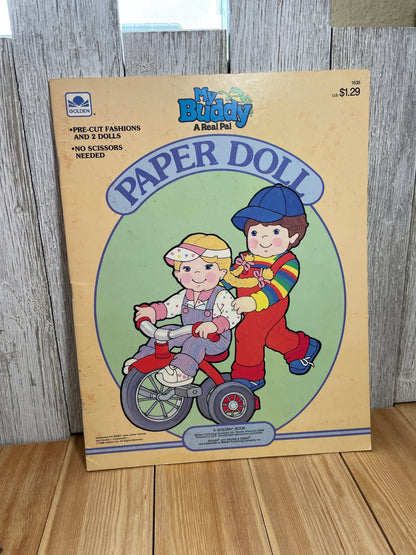 GOLDEN
•PRE-CUT FASHIONS
AND 2 DOLLS
•NO SCISSORS
NEEDED
My
Buddy
A Real Pal
1535
U.S. $1.29
PAPER DOLL
A GOLDEN® BOOK